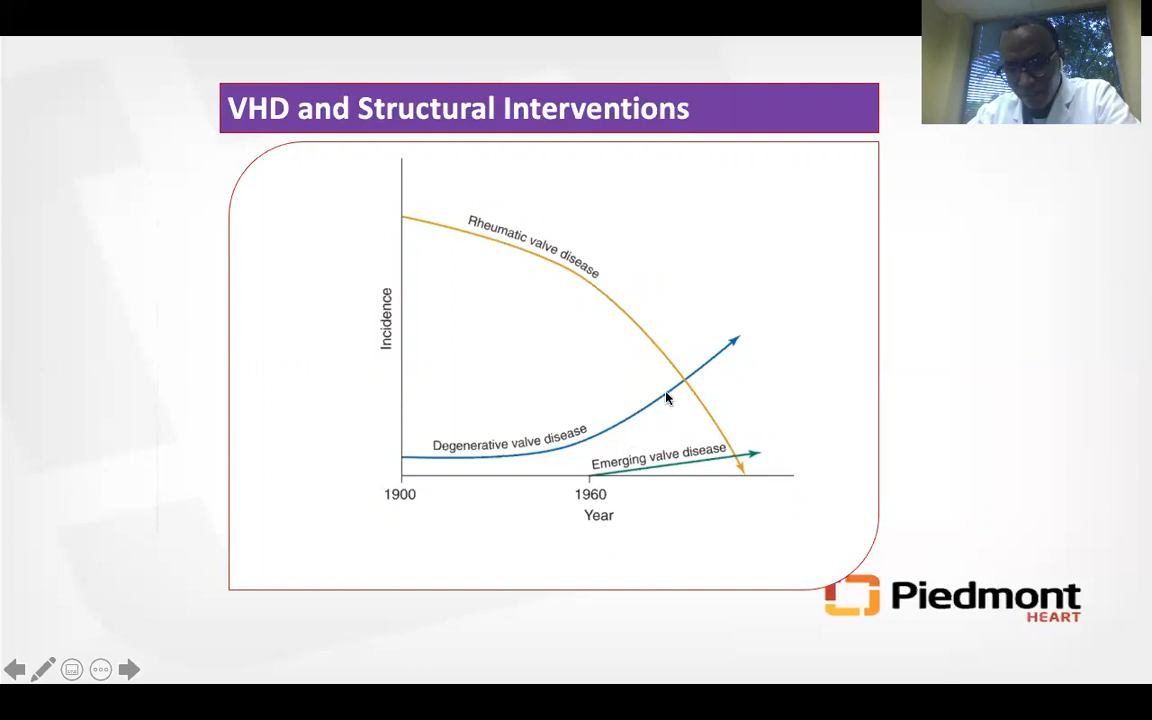 VHD and Structural Interventions
Rheumatic valve disease
Incidence
Degenerative valve disease
Emerging valve disease
1900
1960
Year
Piedmont
HEART